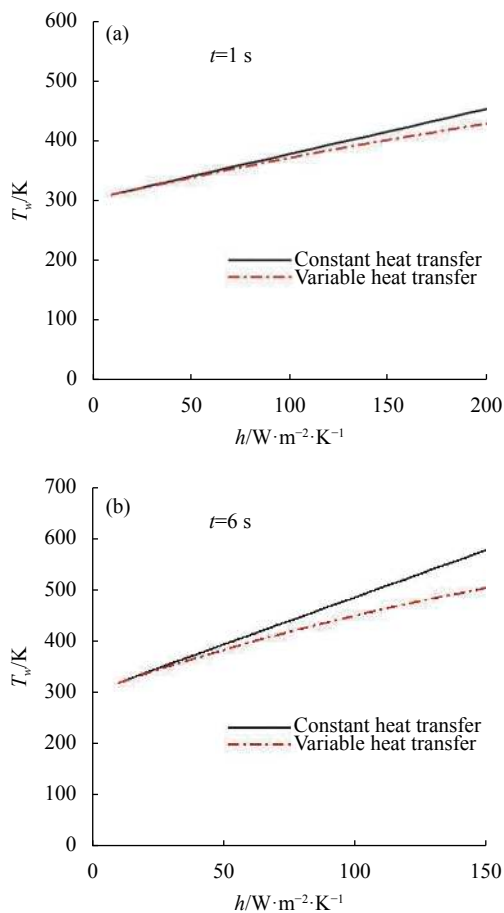 (a)
t=1 s
600
500
400
300
200
100
0
T_w/K
Constant heat transfer
Variable heat transfer
0 50 100 150 200
h/W·m⁻²·K⁻¹
(b)
t=6 s
700
600
500
400
300
200
100
0
T_w/K
Constant heat transfer
Variable heat transfer
0 50 100 150
h/W·m⁻²·K⁻¹